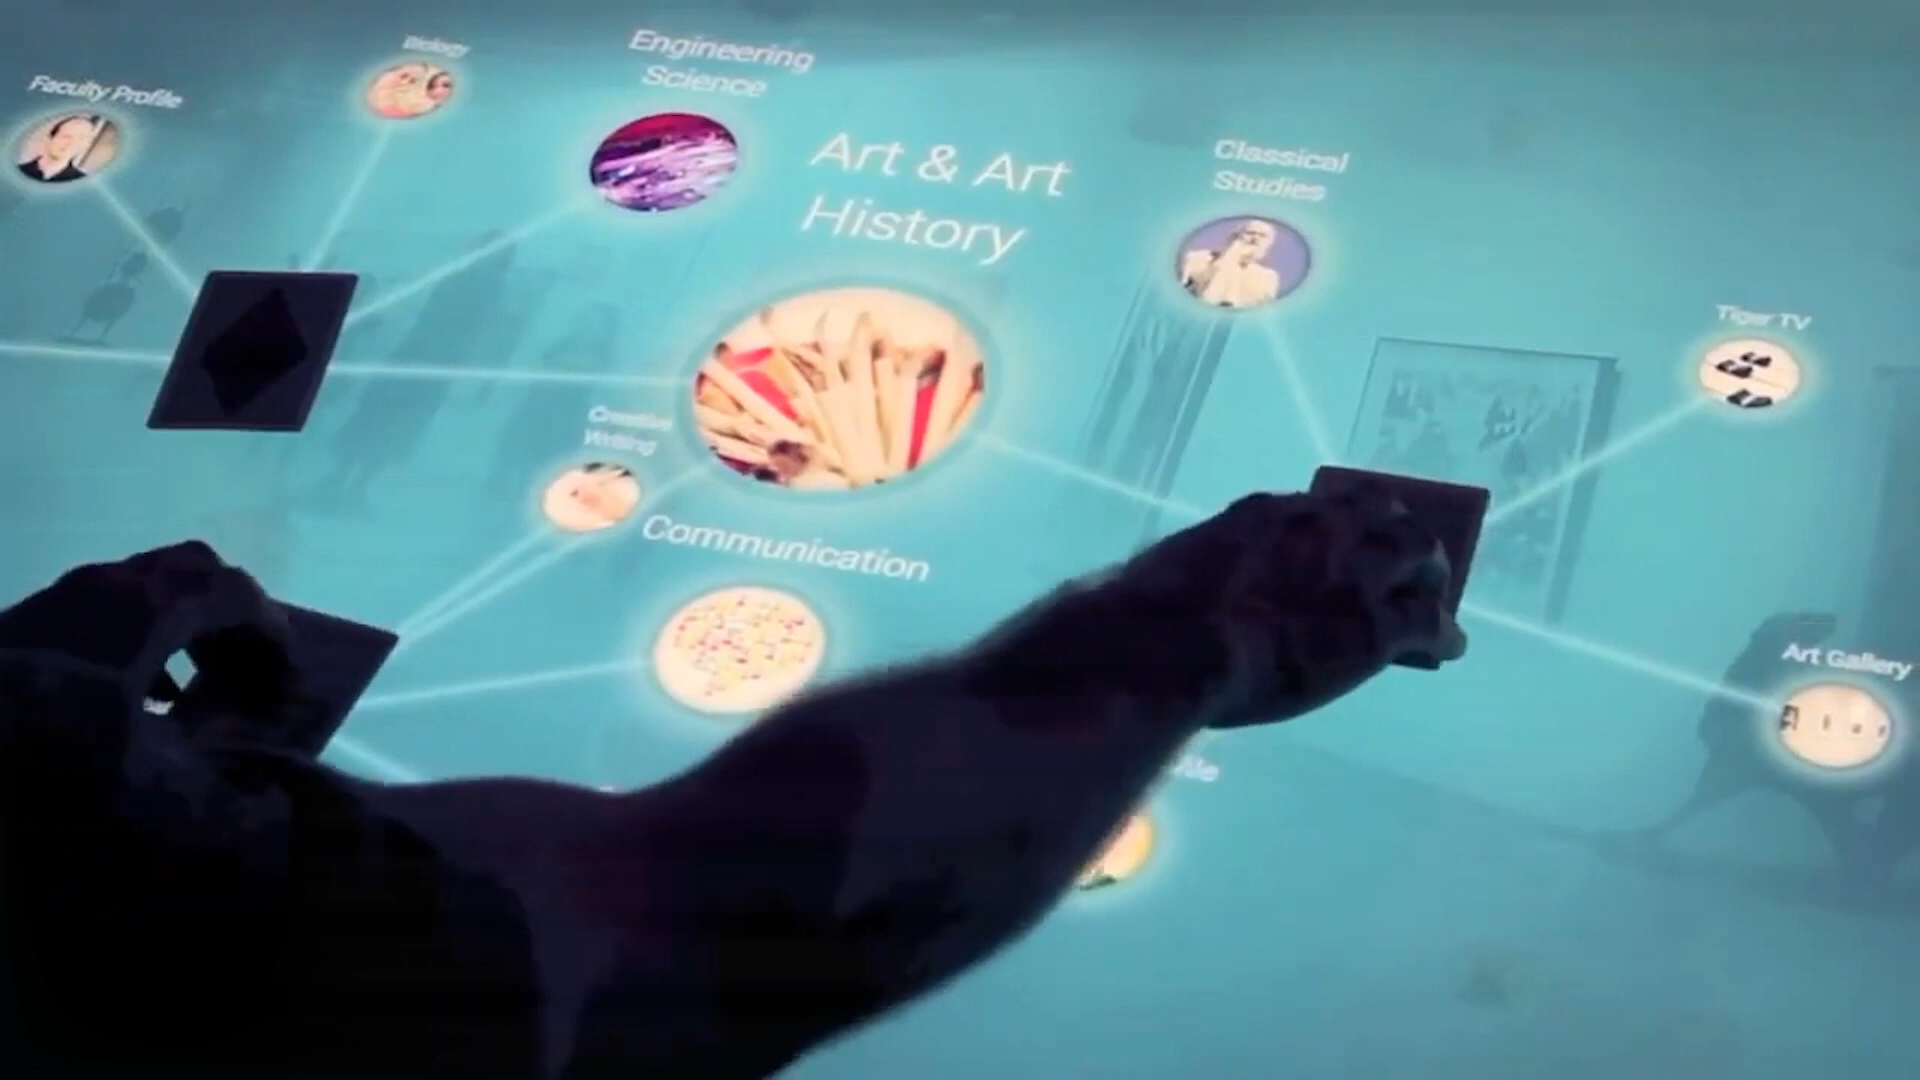 Biology
Engineering
Science
Faculty Profile
Art & Art
History
Classical
Studies
Tiger TV
Creative
Writing
Communication
Art Gallery